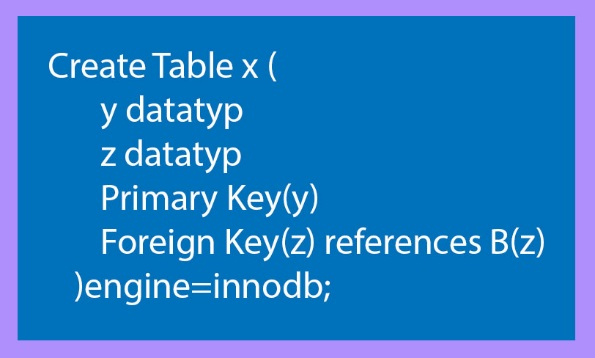 Create Table x (
y datatyp
z datatyp
Primary Key(y)
Foreign Key(z) references B(z)
)engine=innodb;